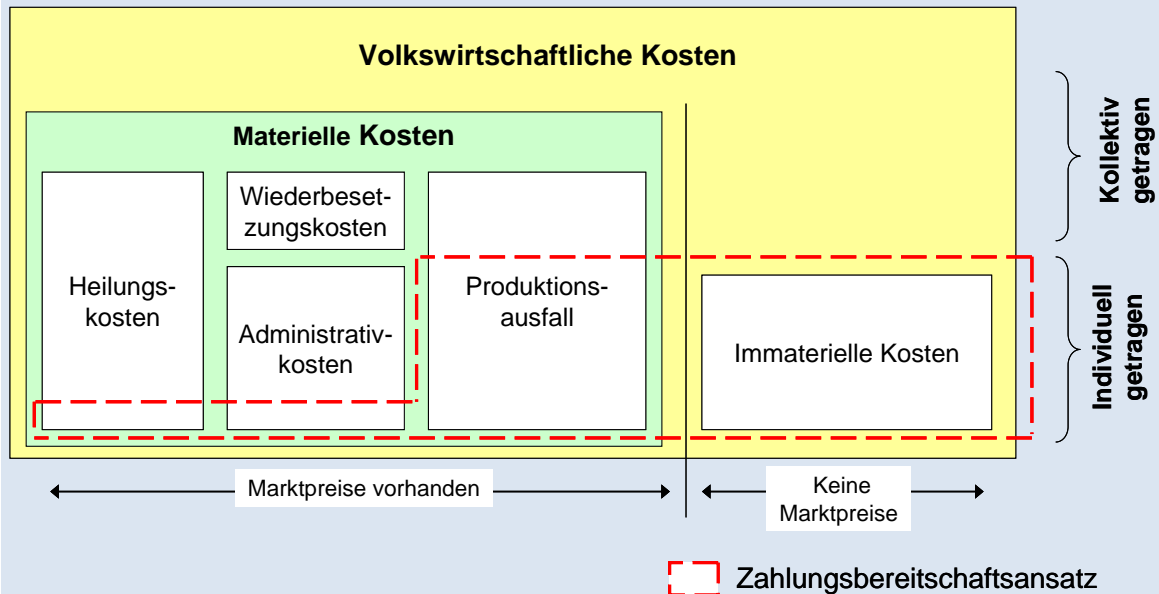 Volkswirtschaftliche Kosten
Materielle Kosten
Heilungs-
kosten
Wiederbeset-
zungskosten
Administrativ-
kosten
Produktions-
ausfall
Immaterielle Kosten
Kollektiv
getragen
Individuell
getragen
Marktpreise vorhanden
Keine
Marktpreise
Zahlungsbereitschaftsansatz